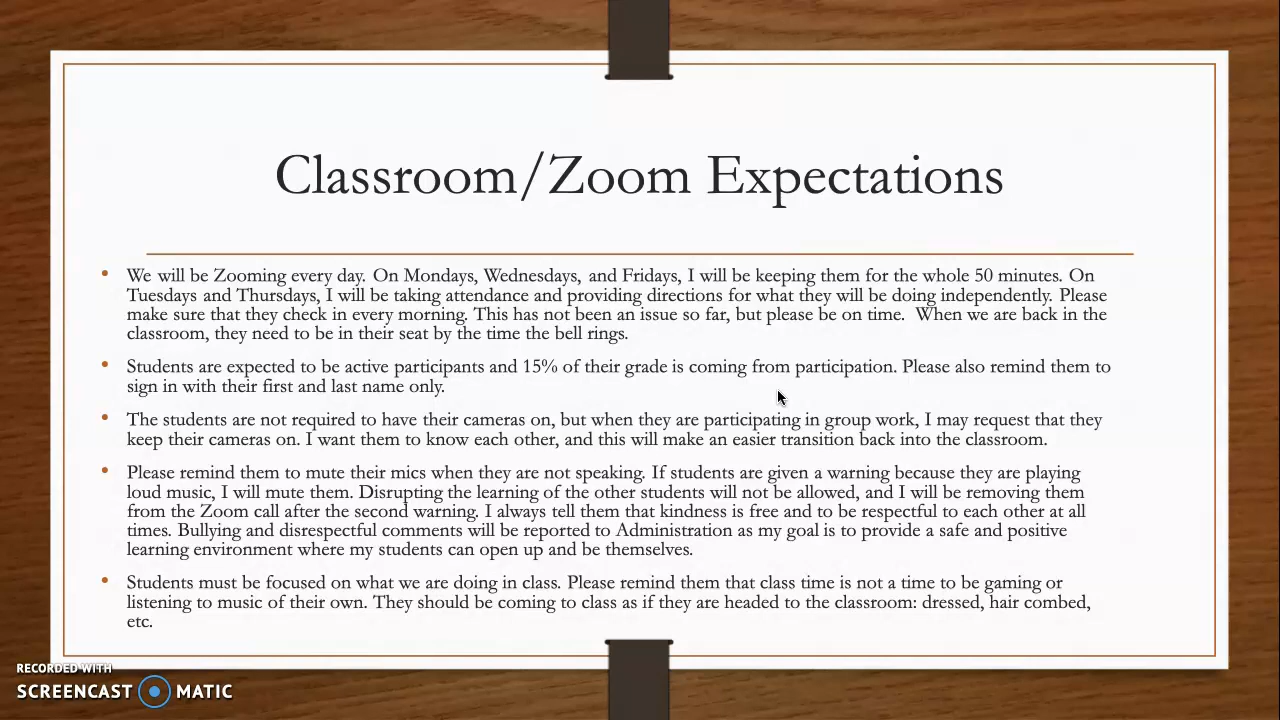 Classroom/Zoom Expectations
• We will be Zooming every day. On Mondays, Wednesdays, and Fridays, I will be keeping them for the whole 50 minutes. On
Tuesdays and Thursdays, I will be taking attendance and providing directions for what they will be doing independently. Please
make sure that they check in every morning. This has not been an issue so far, but please be on time.  When we are back in the
classroom, they need to be in their seat by the time the bell rings.
• Students are expected to be active participants and 15% of their grade is coming from participation. Please also remind them to
sign in with their first and last name only.
• The students are not required to have their cameras on, but when they are participating in group work, I may request that they
keep their cameras on. I want them to know each other, and this will make an easier transition back into the classroom.
• Please remind them to mute their mics when they are not speaking. If students are given a warning because they are playing
loud music, I will mute them. Disrupting the learning of the other students will not be allowed, and I will be removing them
from the Zoom call after the second warning. I always tell them that kindness is free and to be respectful to each other at all
times. Bullying and disrespectful comments will be reported to Administration as my goal is to provide a safe and positive
learning environment where my students can open up and be themselves.
• Students must be focused on what we are doing in class. Please remind them that class time is not a time to be gaming or
listening to music of their own. They should be coming to class as if they are headed to the classroom: dressed, hair combed,
etc.
RECORDED WITH
SCREENCAST MATIC